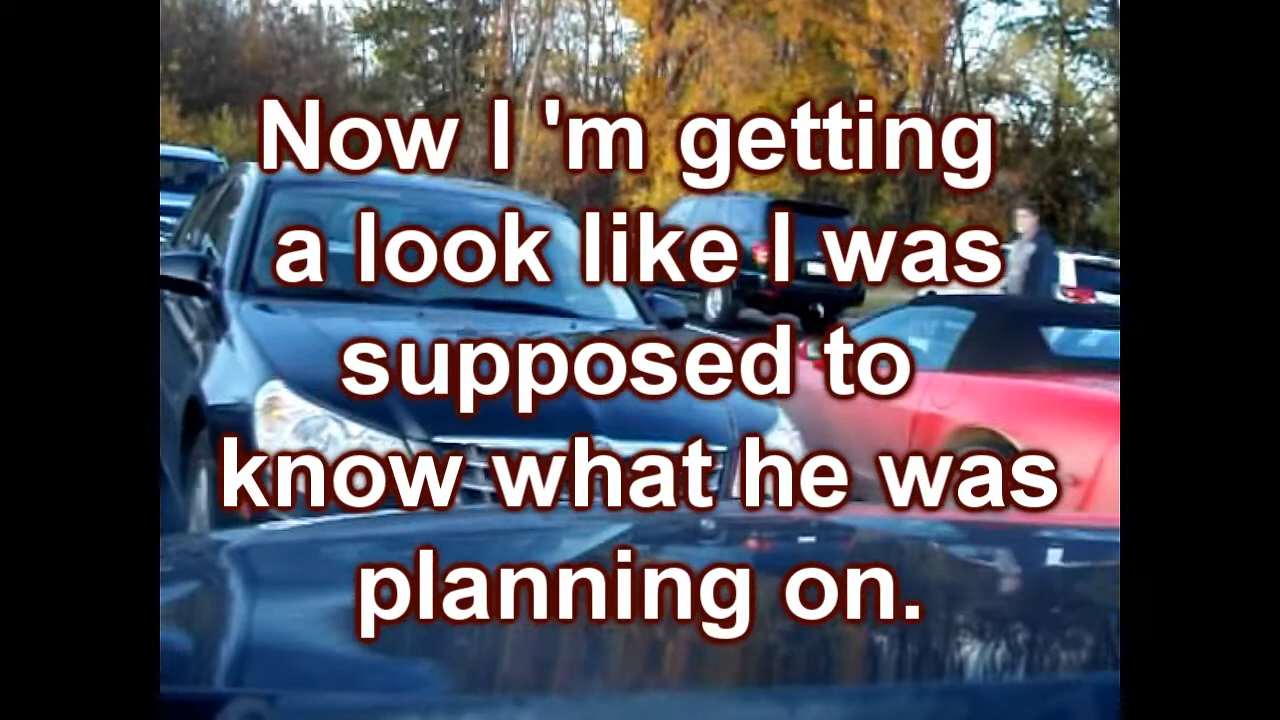 Now I 'm getting
a look like I was
supposed to
know what he was
planning on.